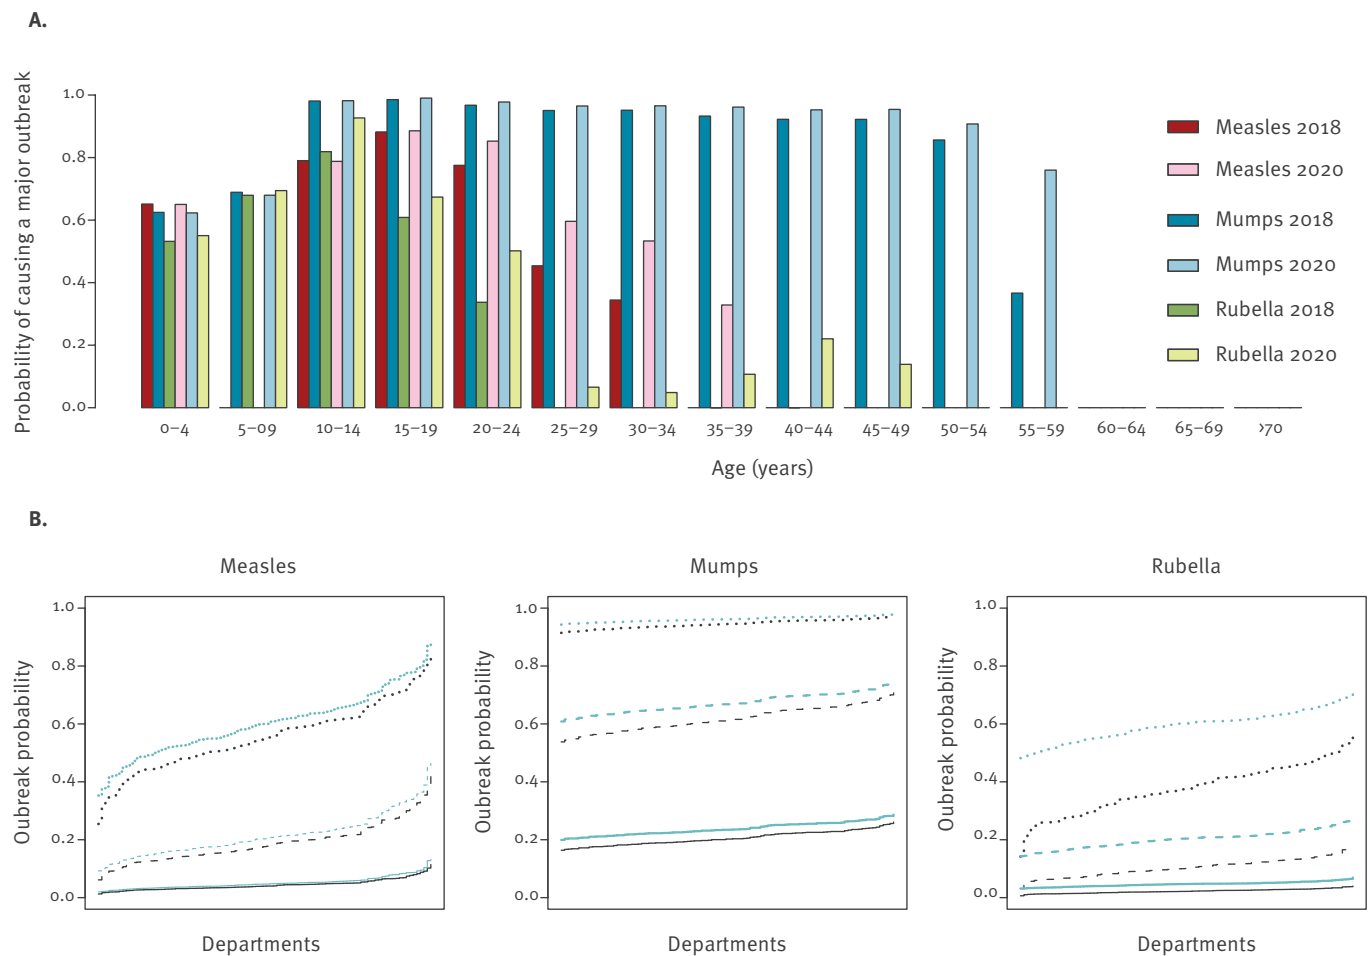 A.
Probability of causing a major outbreak
1.0
0.8
0.6
0.4
0.2
0.0
Measles 2018
Measles 2020
Mumps 2018
Mumps 2020
Rubella 2018
Rubella 2020
0–4 5–09 10–14 15–19 20–24 25–29 30–34 35–39 40–44 45–49 50–54 55–59 60–64 65–69 >70
Age (years)
B.
Measles
Oubreak probability
1.0
0.8
0.6
0.4
0.2
0.0
Departments
Mumps
Oubreak probability
1.0
0.8
0.6
0.4
0.2
0.0
Departments
Rubella
Oubreak probability
1.0
0.8
0.6
0.4
0.2
0.0
Departments